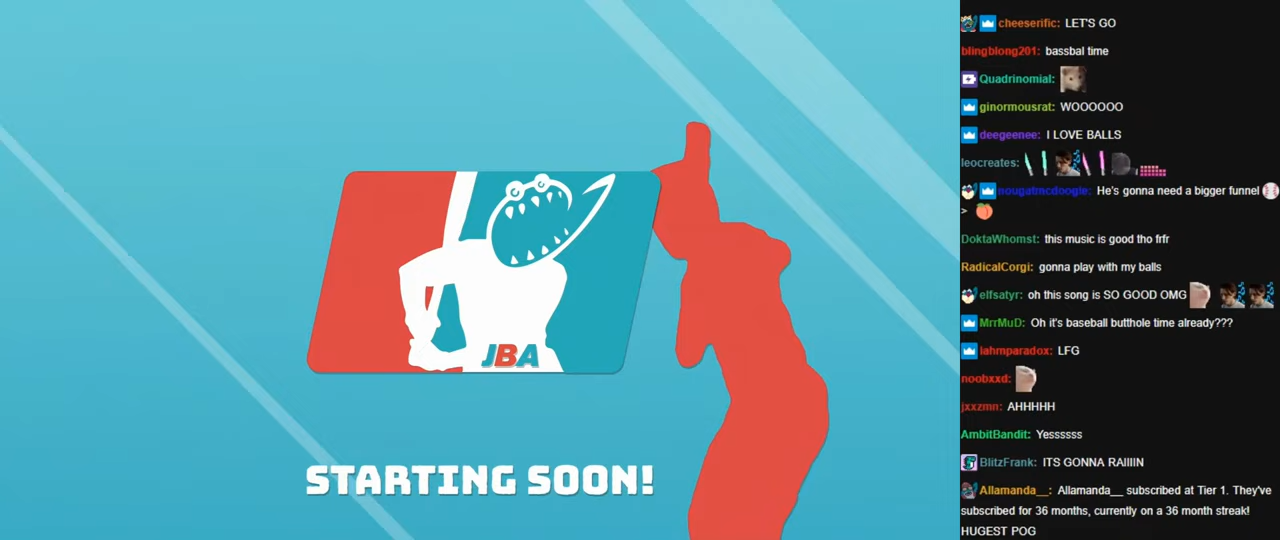 JBA
STARTING SOON!
cheeserific: LET'S GO
blingblong201: bassbal time
Quadrinomial:
ginormousrat: WOOOOOO
deegeenee: I LOVE BALLS
leocreates:
nougatmcdoogle: He's gonna need a bigger funnel
>
DoktaWhomst: this music is good tho frfr
RadicalCorgi: gonna play with my balls
elfsatyr: oh this song is SO GOOD OMG
MrrMuD: Oh it's baseball butthole time already???
iahmparadox: LFG
noobxxd:
jxxzmn: AHHHHH
AmbitBandit: Yessssss
BlitzFrank: ITS GONNA RAIIIIN
Allamanda__: Allamanda__ subscribed at Tier 1. They've
subscribed for 36 months, currently on a 36 month streak!
HUGEST POG